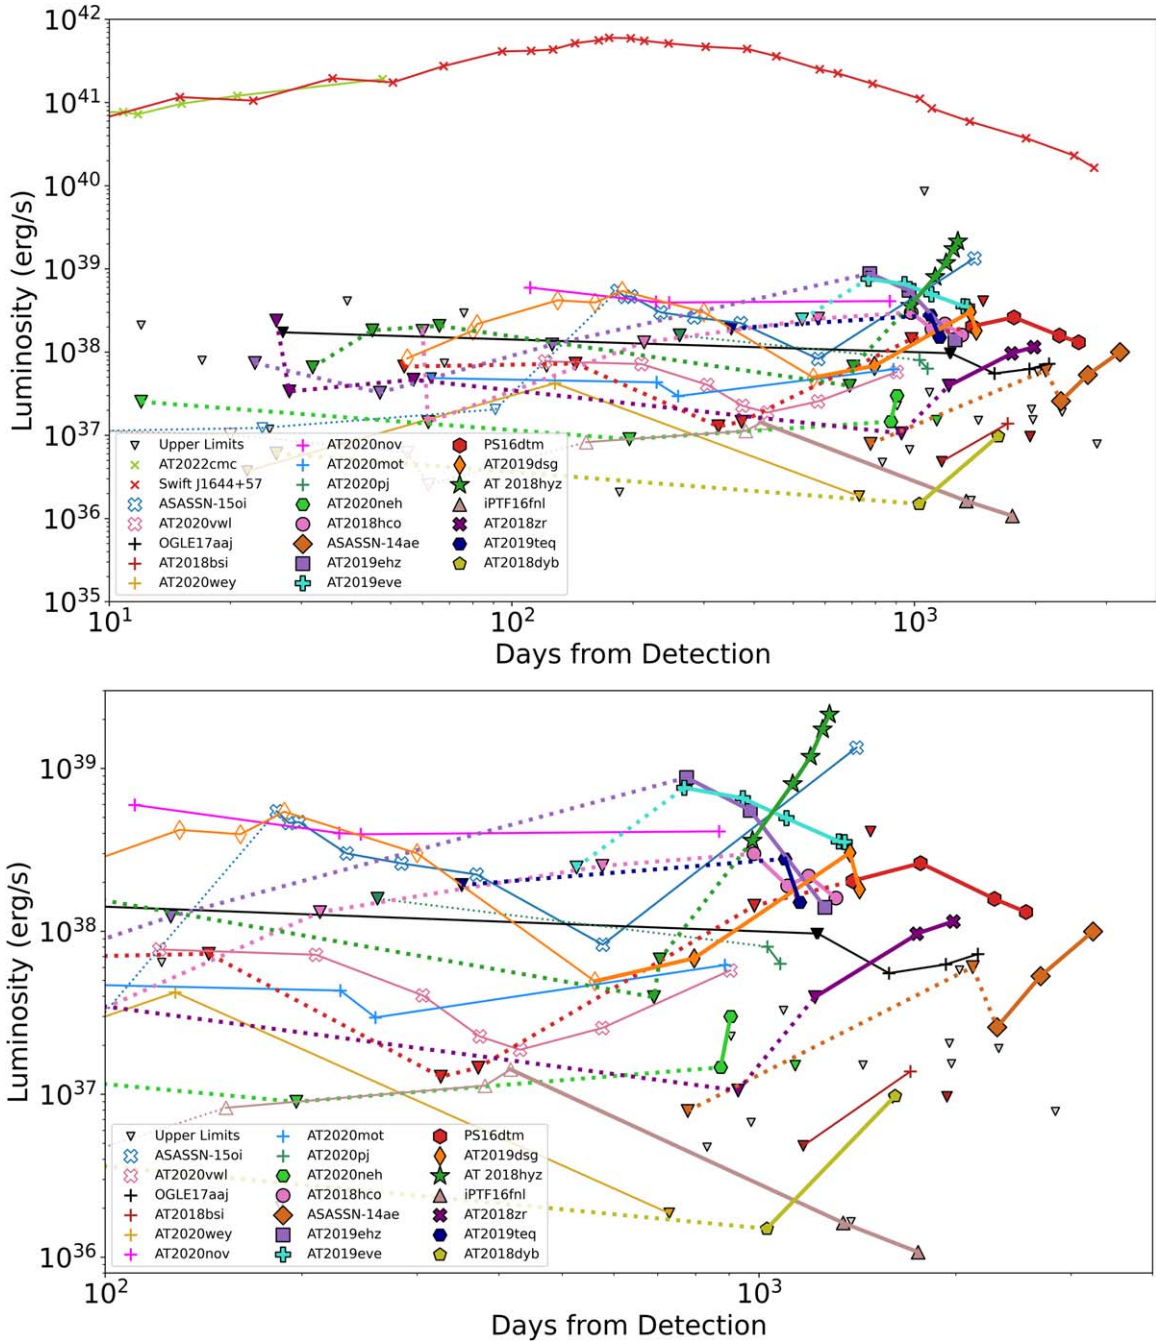 10^42
10^41
10^40
10^39
10^38
10^37
10^36
10^35
Luminosity (erg/s)
Upper Limits
AT2022cmc
Swift J1644+57
ASASSN-15oi
AT2020vwl
OGLE17aaj
AT2018bsi
AT2020wey
AT2020nov
AT2020mot
AT2020pj
AT2020neh
AT2018hco
ASASSN-14ae
AT2019ehz
AT2019eve
PS16dtm
AT2019dsg
AT 2018hyz
iPTF16fnl
AT2018zr
AT2019teq
AT2018dyb
10^1 10^2 10^3
Days from Detection
10^39
10^38
10^37
10^36
Luminosity (erg/s)
Upper Limits
ASASSN-15oi
AT2020vwl
OGLE17aaj
AT2018bsi
AT2020wey
AT2020nov
AT2020mot
AT2020pj
AT2020neh
AT2018hco
ASASSN-14ae
AT2019ehz
AT2019eve
PS16dtm
AT2019dsg
AT 2018hyz
iPTF16fnl
AT2018zr
AT2019teq
AT2018dyb
10^2 10^3
Days from Detection